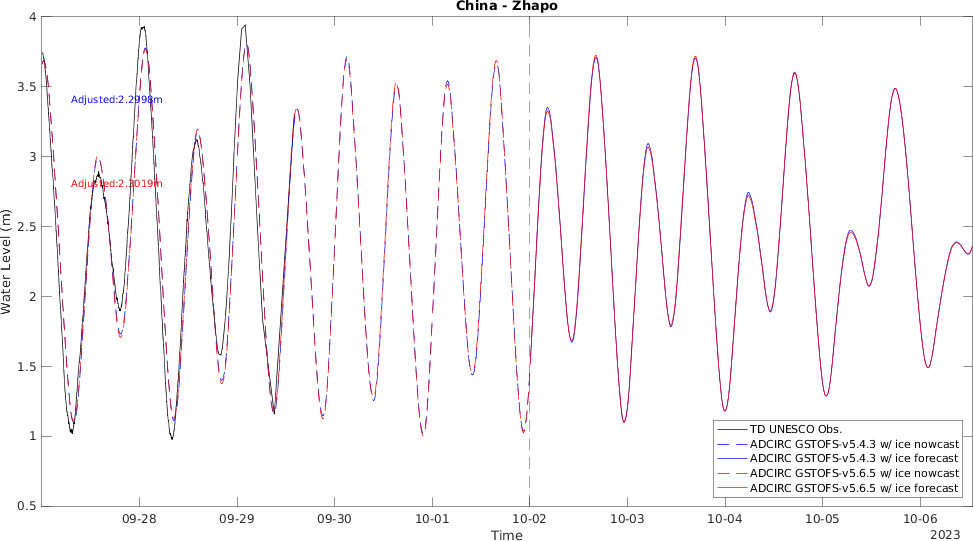 China - Zhapo
4
3.5
3
2.5
2
1.5
1
0.5
Water Level (m)
Adjusted:2.2998m
Adjusted:2.3019m
09-28
09-29
09-30
10-01
10-02
10-03
10-04
10-05
10-06
Time
2023
TD UNESCO Obs.
ADCIRC GSTOFS-v5.4.3 w/ ice nowcast
ADCIRC GSTOFS-v5.4.3 w/ ice forecast
ADCIRC GSTOFS-v5.6.5 w/ ice nowcast
ADCIRC GSTOFS-v5.6.5 w/ ice forecast